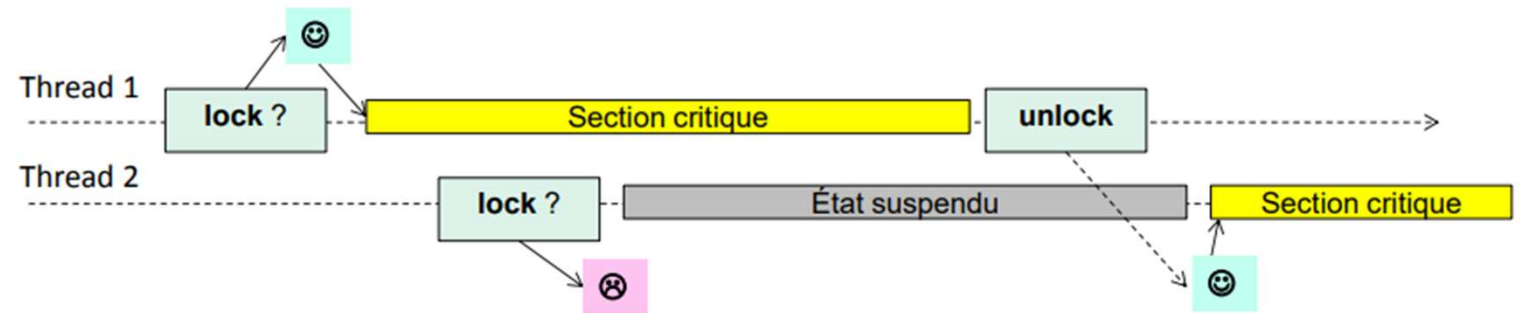 Thread 1
lock ?
Section critique
unlock
Thread 2
lock ?
État suspendu
Section critique